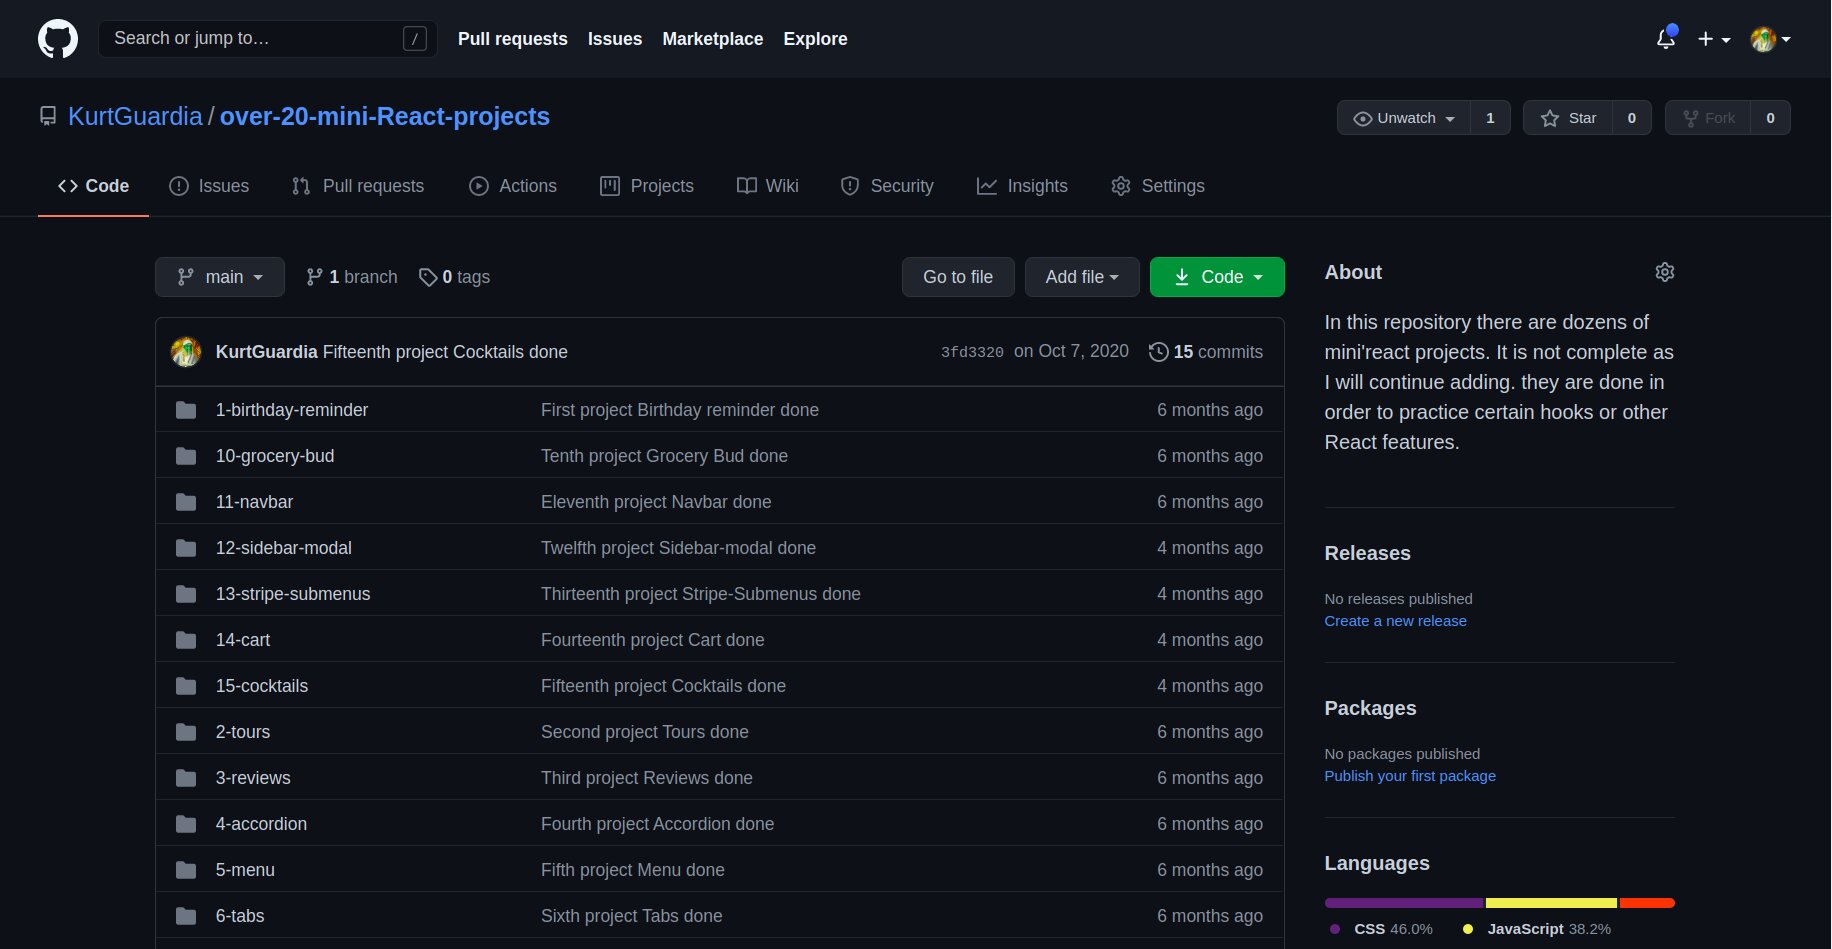 Search or jump to… /
Pull requests Issues Marketplace Explore
KurtGuardia / over-20-mini-React-projects
Unwatch 1 Star 0 Fork 0
Code Issues Pull requests Actions Projects Wiki Security Insights Settings
main 1 branch 0 tags Go to file Add file Code
KurtGuardia Fifteenth project Cocktails done 3fd3320 on Oct 7, 2020 15 commits
1-birthday-reminder First project Birthday reminder done 6 months ago
10-grocery-bud Tenth project Grocery Bud done 6 months ago
11-navbar Eleventh project Navbar done 6 months ago
12-sidebar-modal Twelfth project Sidebar-modal done 4 months ago
13-stripe-submenus Thirteenth project Stripe-Submenus done 4 months ago
14-cart Fourteenth project Cart done 4 months ago
15-cocktails Fifteenth project Cocktails done 4 months ago
2-tours Second project Tours done 6 months ago
3-reviews Third project Reviews done 6 months ago
4-accordion Fourth project Accordion done 6 months ago
5-menu Fifth project Menu done 6 months ago
6-tabs Sixth project Tabs done 6 months ago
About
In this repository there are dozens of
mini'react projects. It is not complete as
I will continue adding. they are done in
order to practice certain hooks or other
React features.
Releases
No releases published
Create a new release
Packages
No packages published
Publish your first package
Languages
CSS 46.0% JavaScript 38.2%